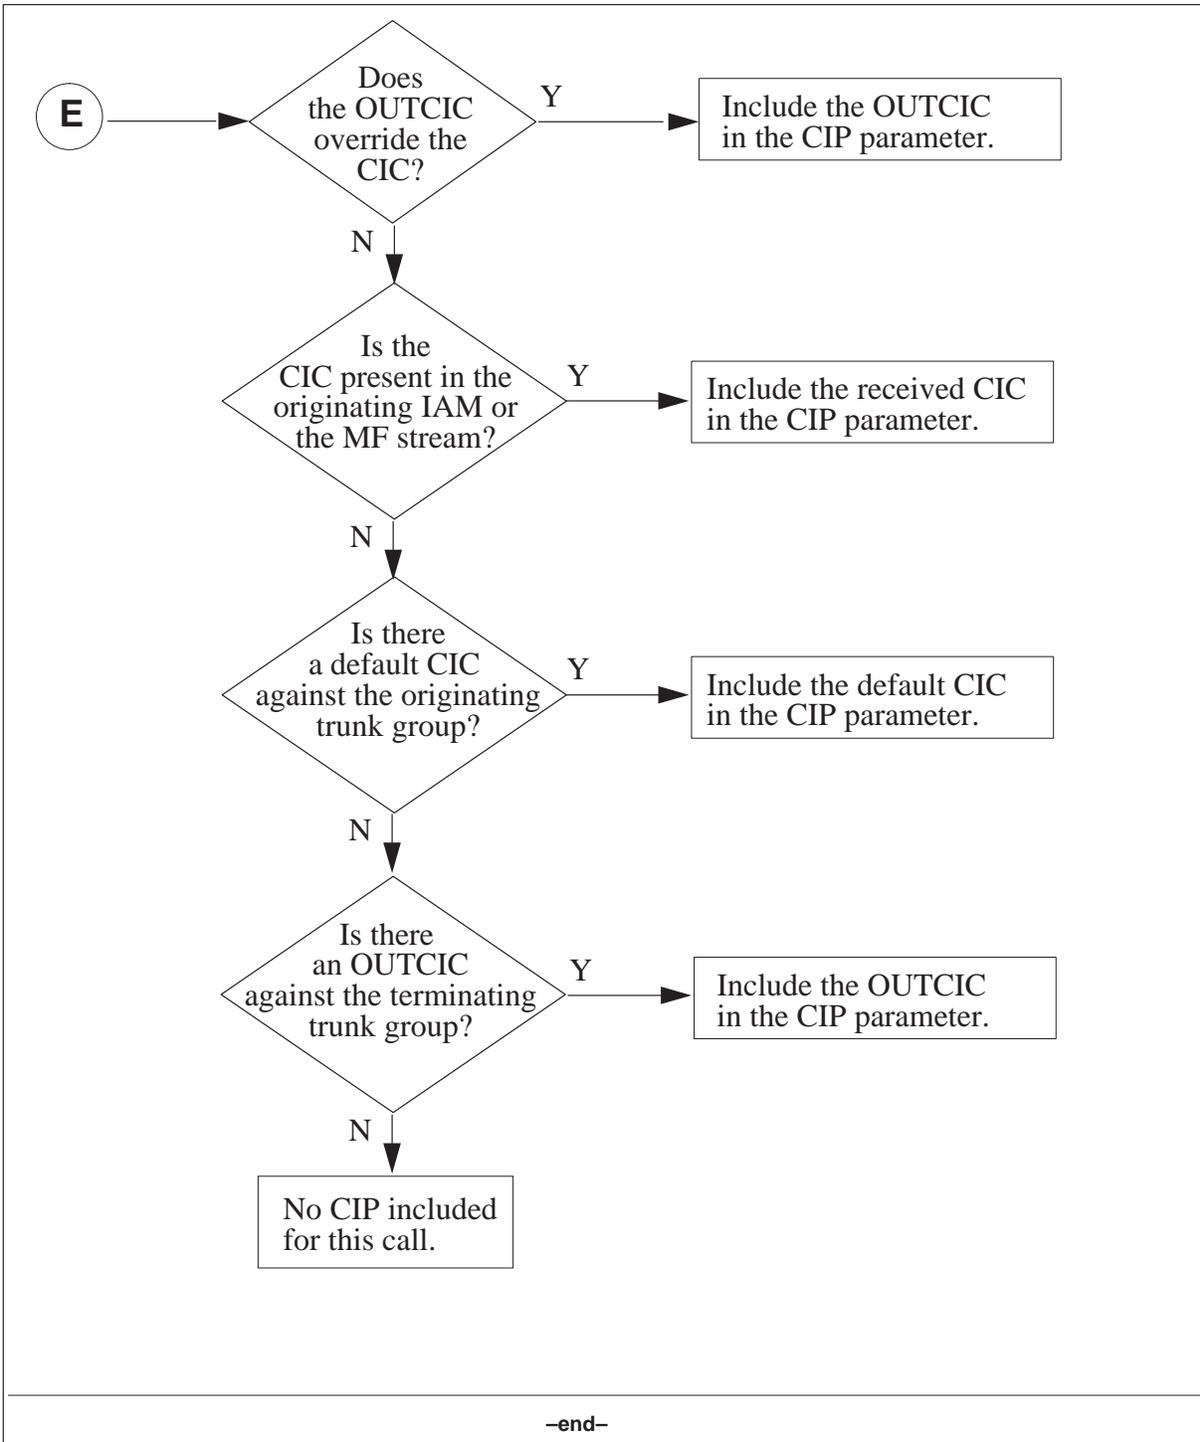 E
Does
the OUTCIC
override the
CIC?
Y
Include the OUTCIC
in the CIP parameter.
N
Is the
CIC present in the
originating IAM or
the MF stream?
Y
Include the received CIC
in the CIP parameter.
N
Is there
a default CIC
against the originating
trunk group?
Y
Include the default CIC
in the CIP parameter.
N
Is there
an OUTCIC
against the terminating
trunk group?
Y
Include the OUTCIC
in the CIP parameter.
N
No CIP included
for this call.
–end–